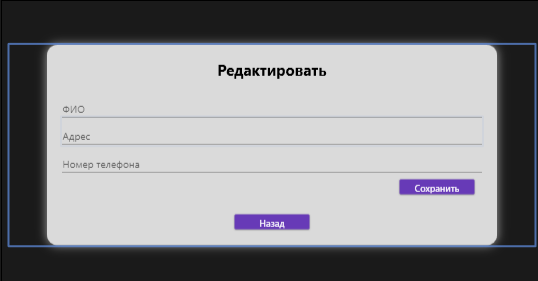 Редактировать
ФИО
Адрес
Номер телефона
Сохранить
Назад